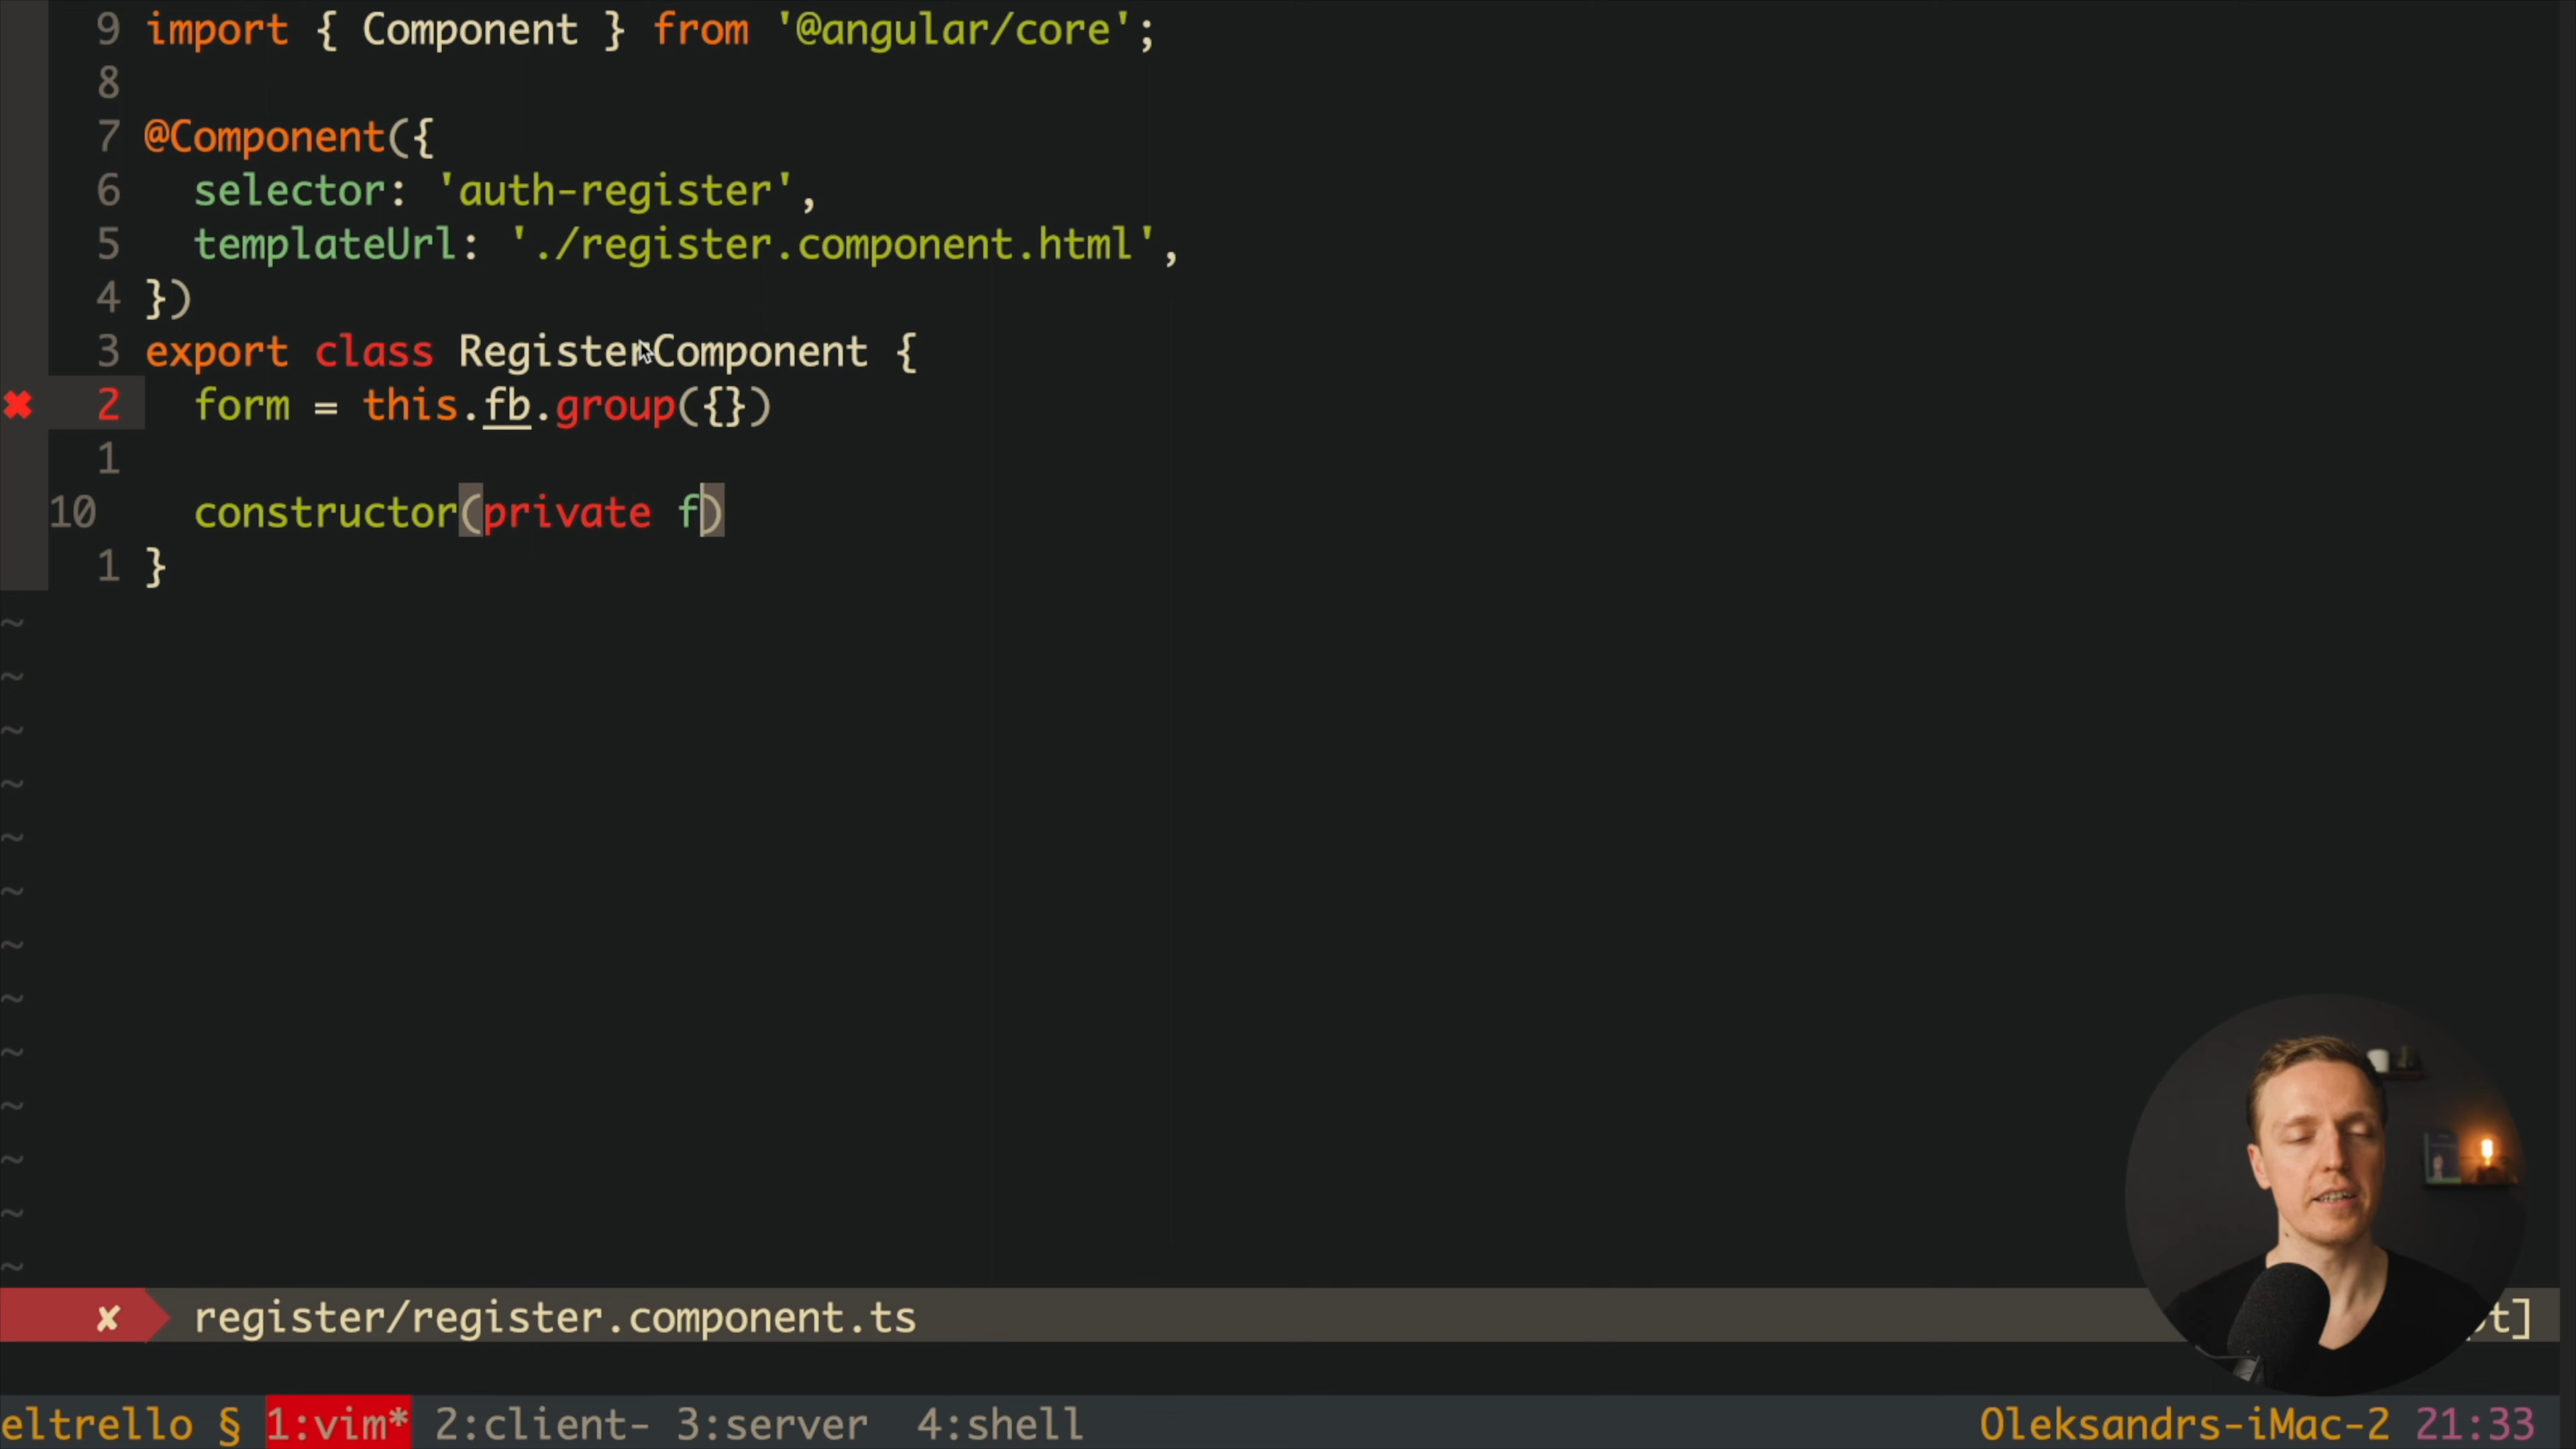 9 import { Component } from '@angular/core';
8
7 @Component({
6 selector: 'auth-register',
5 templateUrl: './register.component.html',
4 })
3 export class RegisterComponent {
✖ 2 form = this.fb.group({})
1
10 constructor(private f)
1 }
~
~
~
~
~
~
~
~
~
~
~
~
~
✘ register/register.component.ts t]
eltrello § 1:vim* 2:client- 3:server 4:shell Oleksandrs-iMac-2 21:33